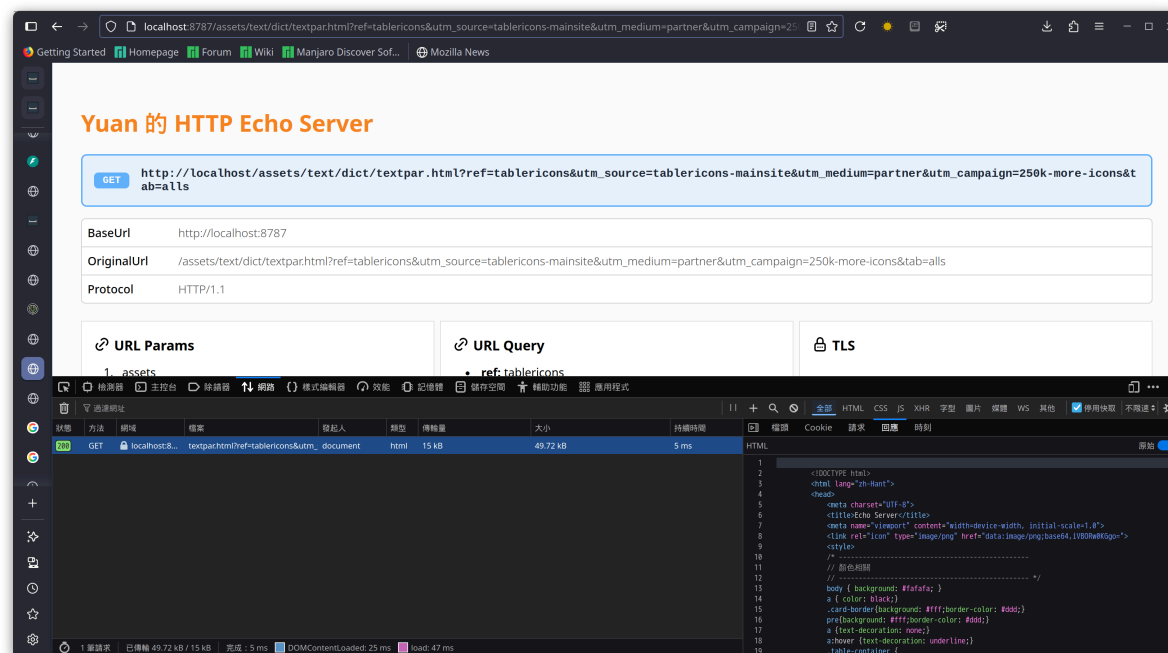 localhost:8787/assets/text/dict/textpar.html?ref=tablericons&utm_source=tablericons-mainsite&utm_medium=partner&utm_campaign=25
Getting Started Homepage Forum Wiki Manjaro Discover Sof... Mozilla News
Yuan 的 HTTP Echo Server
GET
http://localhost/assets/text/dict/textpar.html?ref=tablericons&utm_source=tablericons-mainsite&utm_medium=partner&utm_campaign=250k-more-icons&t
ab=alls
BaseUrl http://localhost:8787
OriginalUrl /assets/text/dict/textpar.html?ref=tablericons&utm_source=tablericons-mainsite&utm_medium=partner&utm_campaign=250k-more-icons&tab=alls
Protocol HTTP/1.1
URL Params URL Query TLS
1. assets • ref: tablericons
檢測器 主控台 除錯器 網路 樣式編輯器 效能 記憶體 儲存空間 輔助功能 應用程式
過濾網址 全部 HTML CSS JS XHR 字型 圖片 媒體 WS 其他 停用快取 不限速
狀態 方法 網域 檔案 發起人 類型 傳輸量 大小 持續時間 檔頭 Cookie 請求 回應 時刻
200 GET localhost:8... textpar.html?ref=tablericons&utm_ document html 15 kB 49.72 kB 5 ms HTML 原始
1
2 <!DOCTYPE html>
3 <html lang="zh-Hant">
4 <head>
5 <meta charset="UTF-8">
6 <title>Echo Server</title>
7 <meta name="viewport" content="width=device-width, initial-scale=1.0">
8 <link rel="icon" type="image/png" href="data:image/png;base64,iVBORw0KGgo=">
9 <style>
10 /* -----------------------------------------------
11 // 顏色相關
12 // ----------------------------------------------- */
13 body { background: #fafafa; }
14 a { color: black;}
15 .card-border{background: #fff;border-color: #ddd;}
16 pre{background: #fff;border-color: #ddd;}
17 a {text-decoration: none;}
18 a:hover {text-decoration: underline;}
19 .table-container {
1 筆請求 已傳輸 49.72 kB / 15 kB 完成：5 ms DOMContentLoaded: 25 ms load: 47 ms